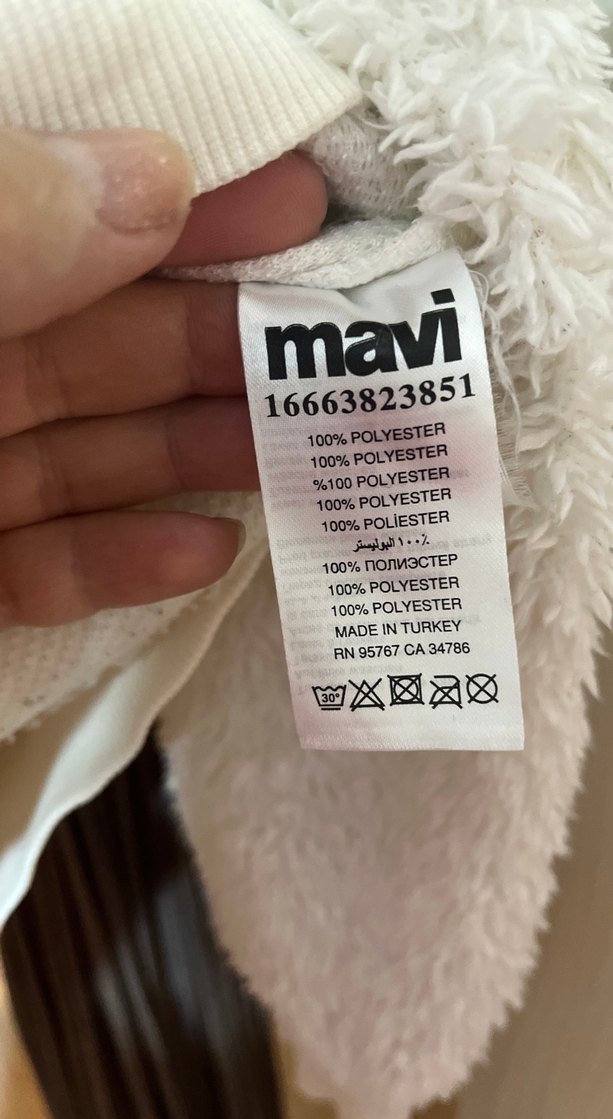 mavi
16663823851
100% POLYESTER
100% POLYESTER
%100 POLYESTER
100% POLYESTER
100% POLİESTER
١٠٠٪ البوليستر
100% ПОЛИЭСТЕР
100% POLYESTER
100% POLYESTER
MADE IN TURKEY
RN 95767 CA 34786
30°